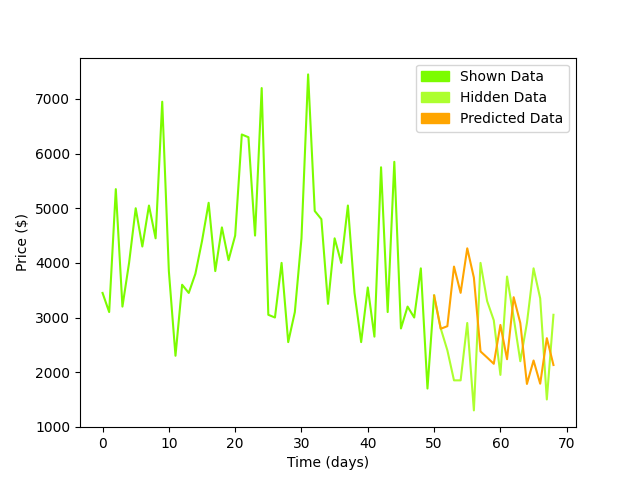 Shown Data
Hidden Data
Predicted Data
Price ($)
7000
6000
5000
4000
3000
2000
1000
0 10 20 30 40 50 60 70
Time (days)